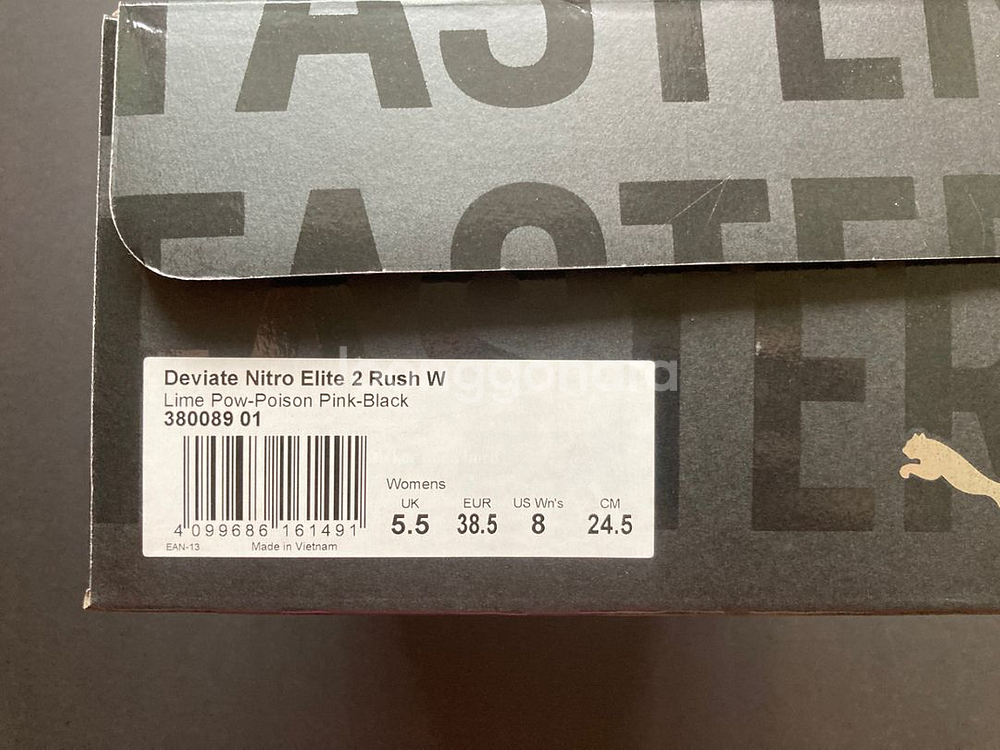 FASTER
FASTER
Deviate Nitro Elite 2 Rush W
Lime Pow-Poison Pink-Black
380089 01
4 099686 161491
EAN-13 Made in Vietnam
Womens
UK EUR US Wn's CM
5.5 38.5 8 24.5